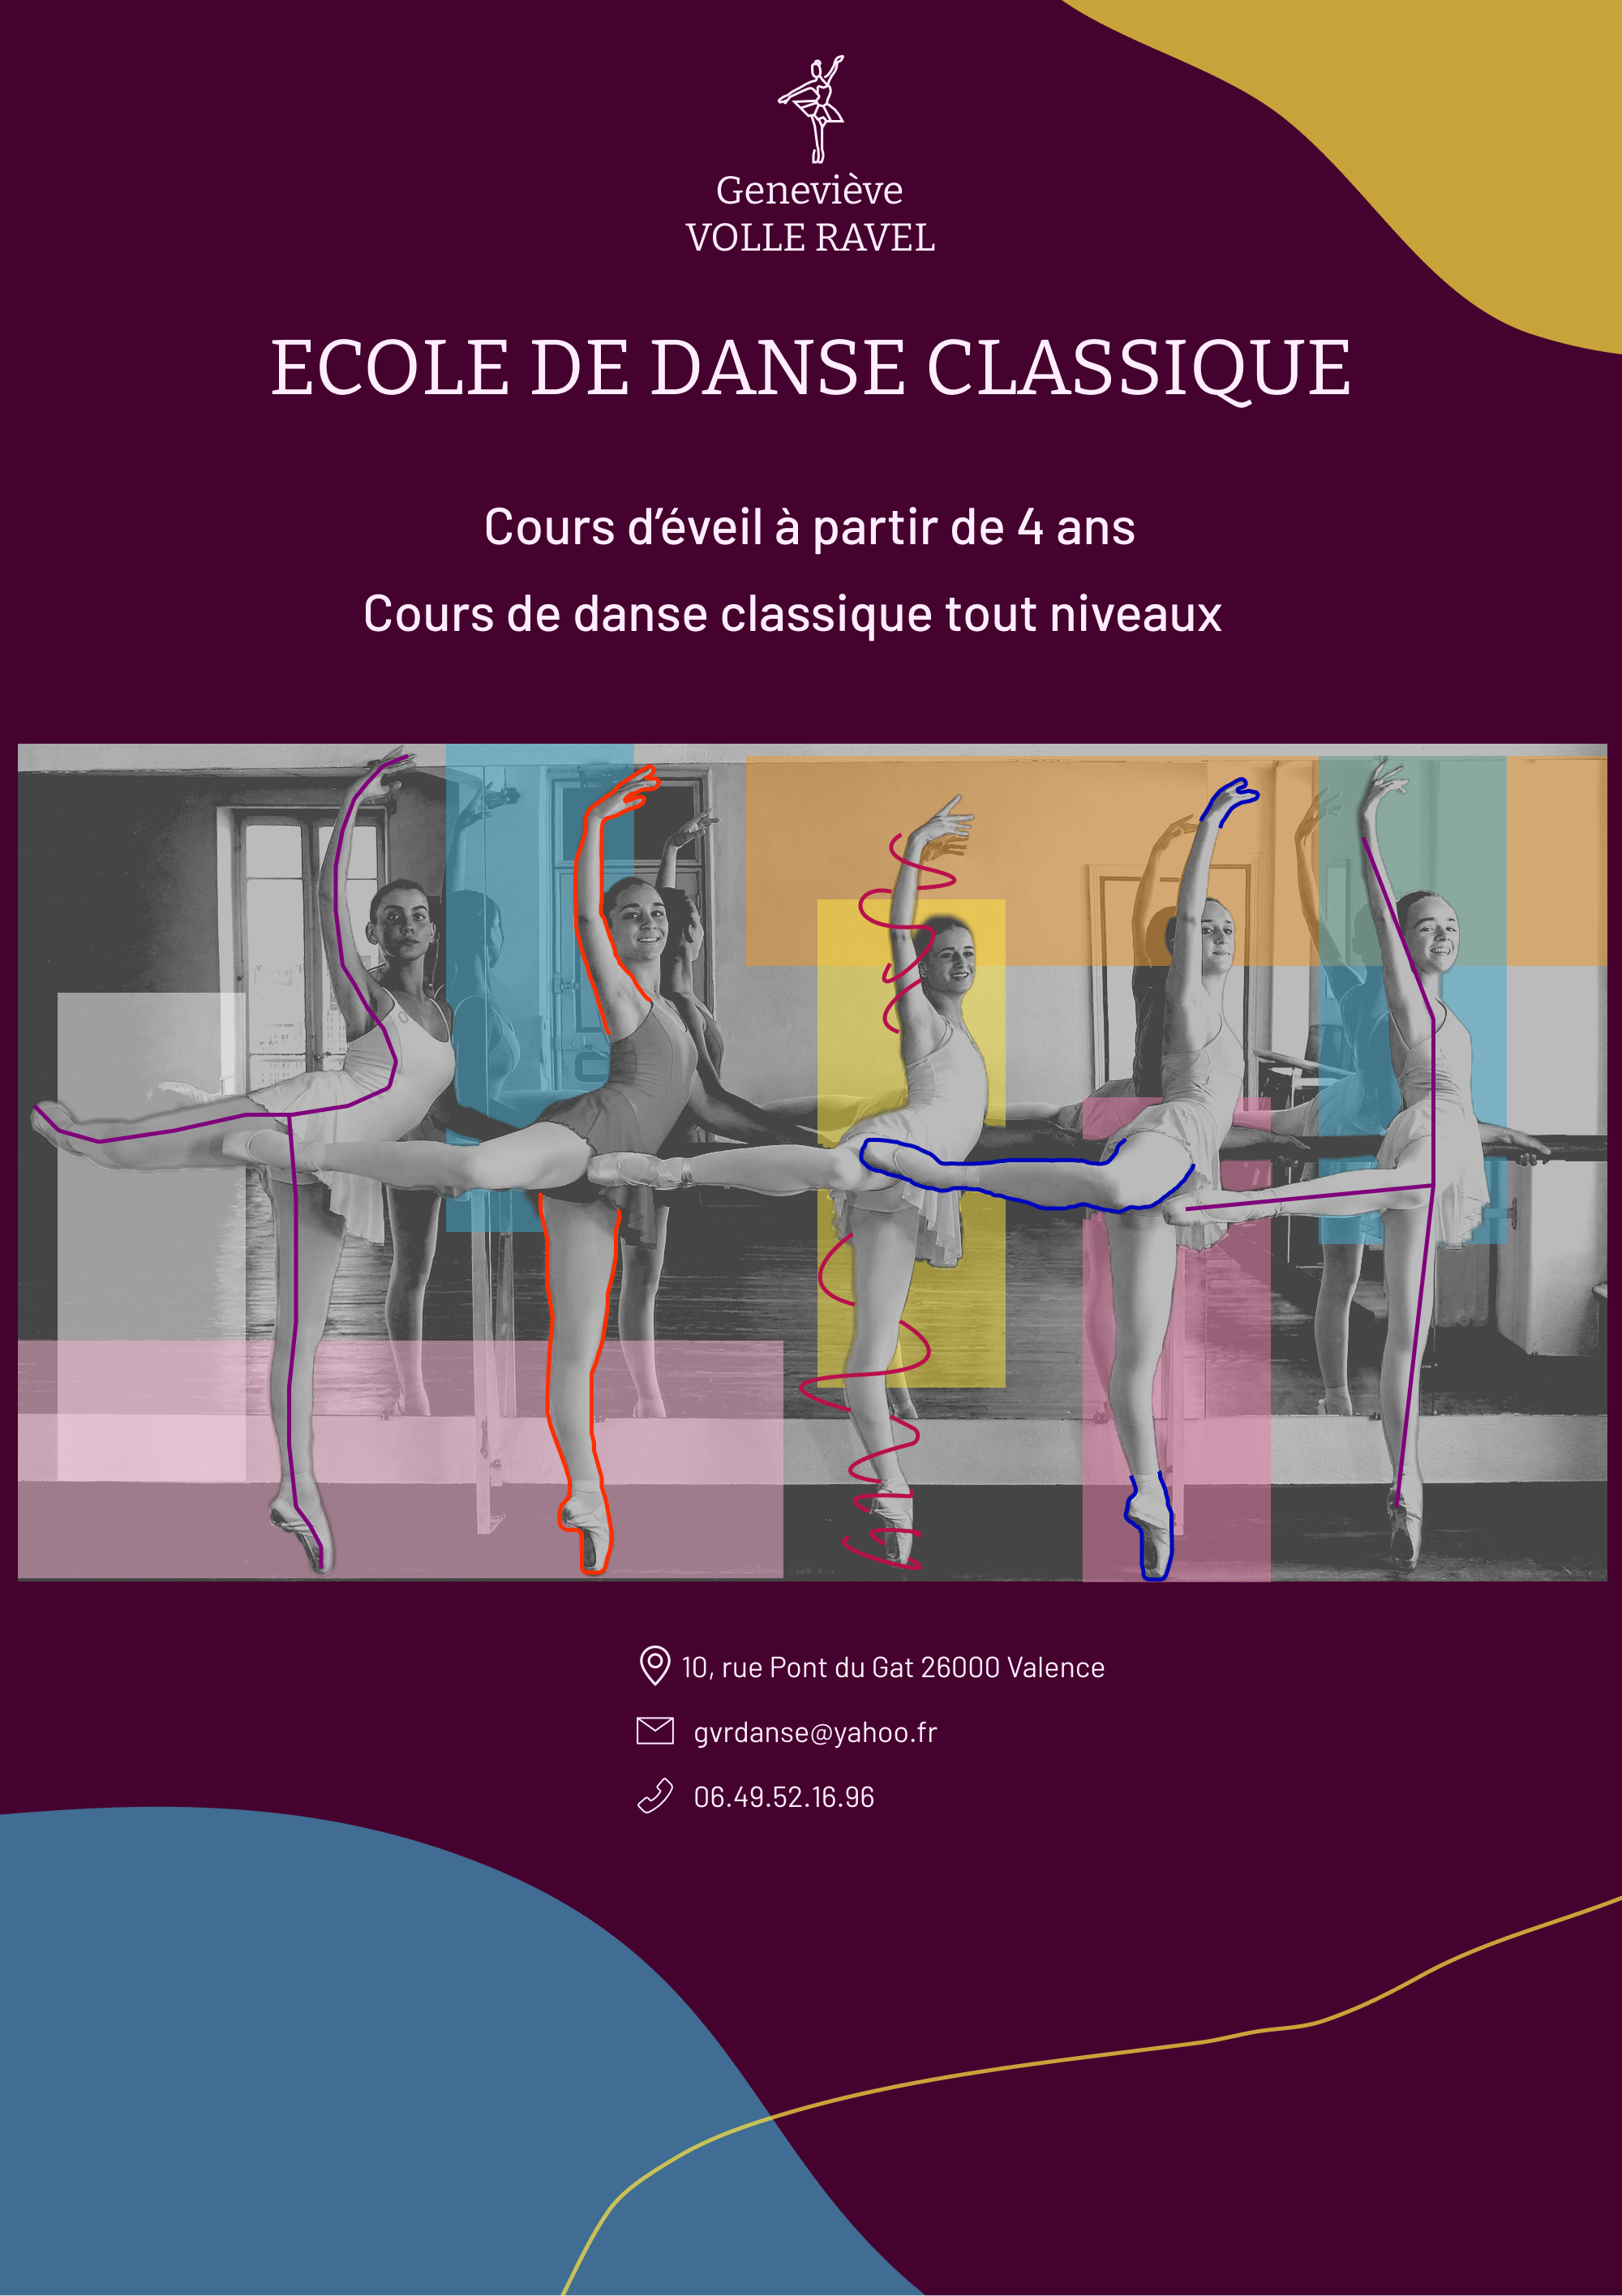 Geneviève
VOLLE RAVEL
ECOLE DE DANSE CLASSIQUE
Cours d’éveil à partir de 4 ans
Cours de danse classique tout niveaux
10, rue Pont du Gat 26000 Valence
gvrdanse@yahoo.fr
06.49.52.16.96